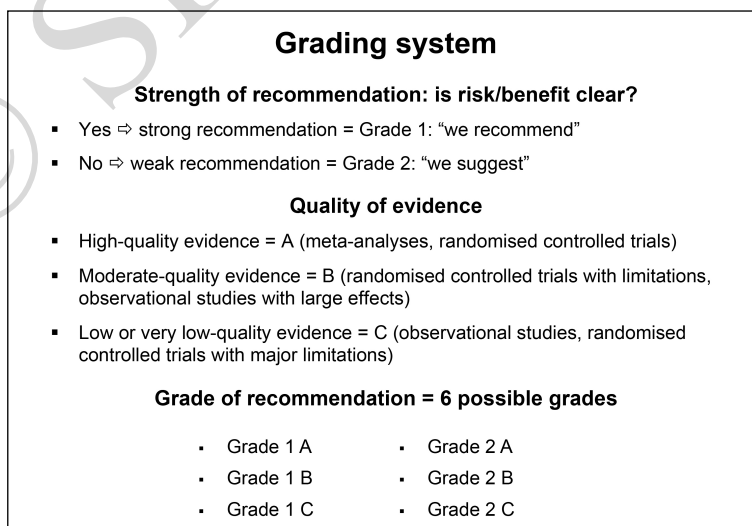 Grading system
Strength of recommendation: is risk/benefit clear?
▪ Yes ⇨ strong recommendation = Grade 1: “we recommend”
▪ No ⇨ weak recommendation = Grade 2: “we suggest”
Quality of evidence
▪ High-quality evidence = A (meta-analyses, randomised controlled trials)
▪ Moderate-quality evidence = B (randomised controlled trials with limitations,
observational studies with large effects)
▪ Low or very low-quality evidence = C (observational studies, randomised
controlled trials with major limitations)
Grade of recommendation = 6 possible grades
▪ Grade 1 A ▪ Grade 2 A
▪ Grade 1 B ▪ Grade 2 B
▪ Grade 1 C ▪ Grade 2 C